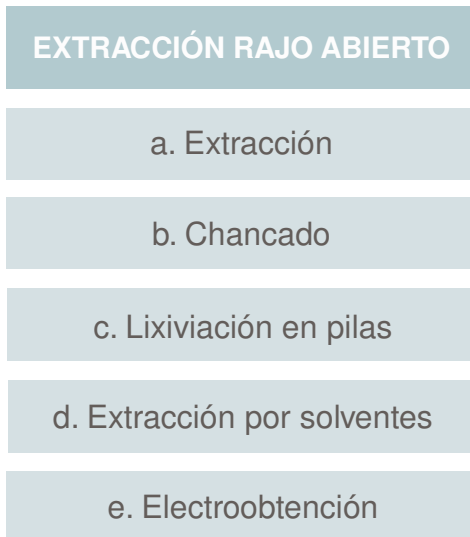 EXTRACCIÓN RAJO ABIERTO
a. Extracción
b. Chancado
c. Lixiviación en pilas
d. Extracción por solventes
e. Electroobtención